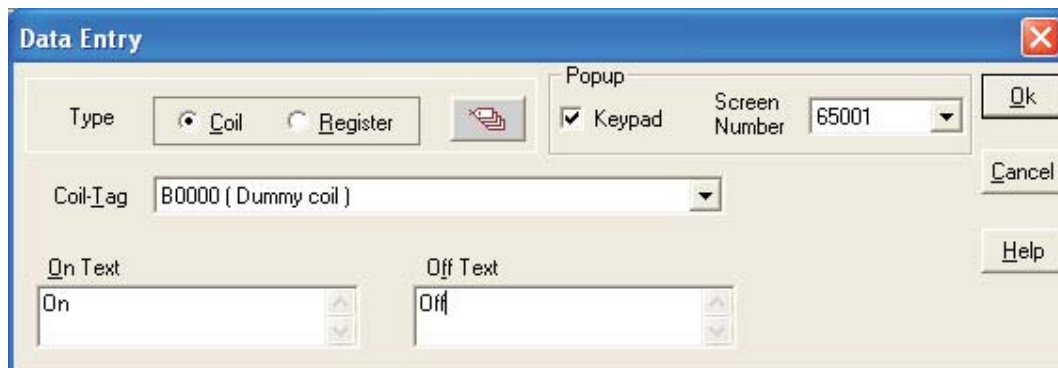 Data Entry
Type
Coil
Register
Popup
Keypad
Screen
Number
65001
Ok
Coil-Tag
B0000 ( Dummy coil )
Cancel
On Text
Off Text
Help
On
Off